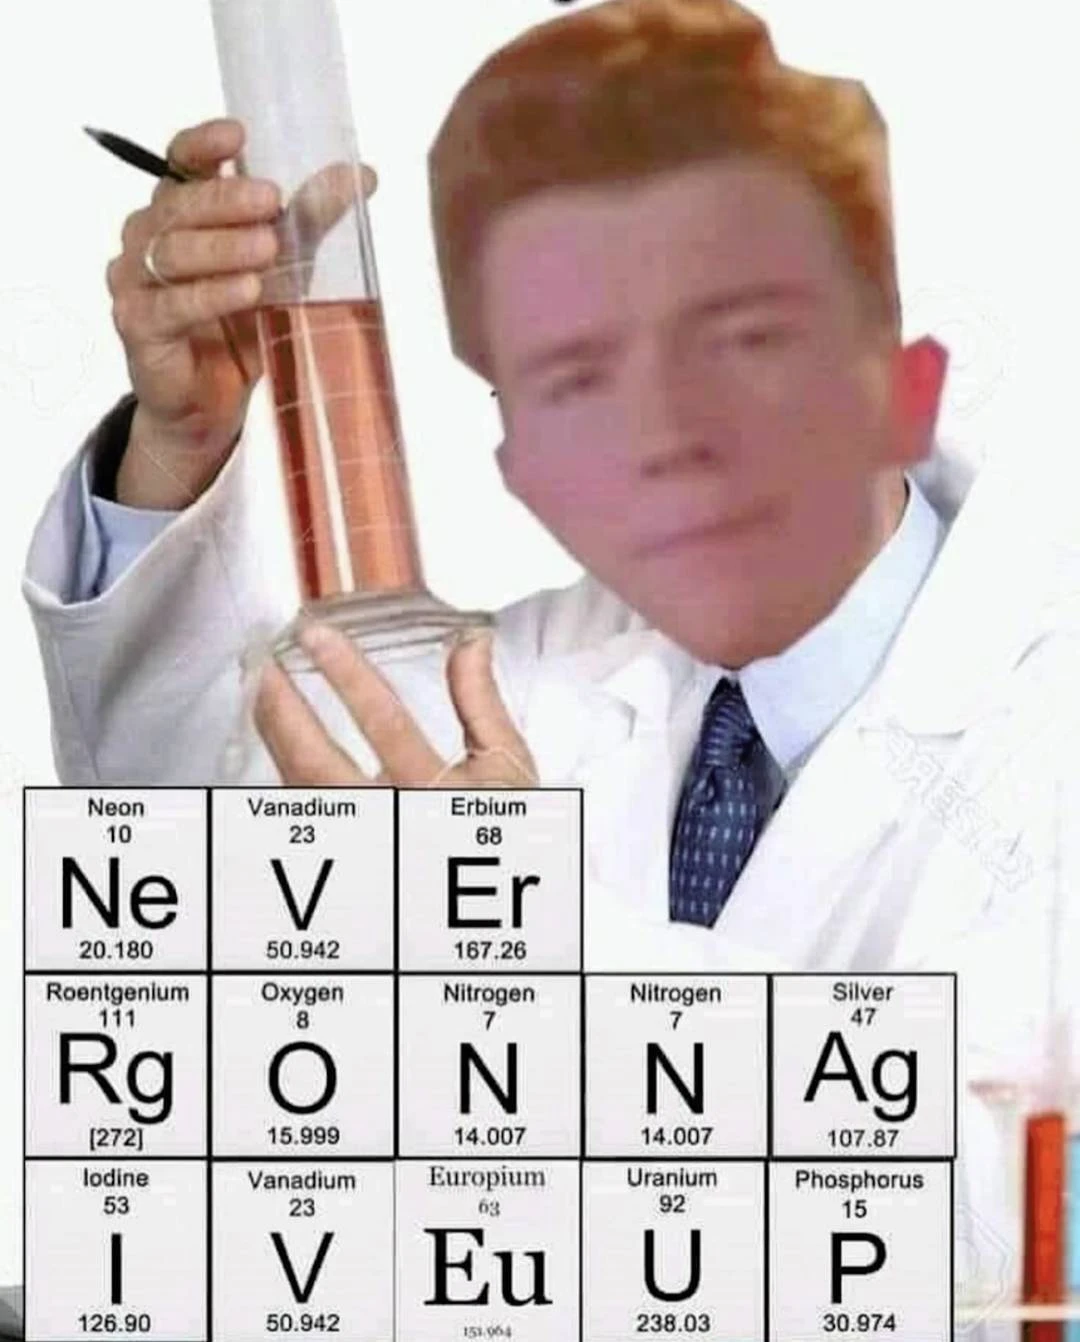 Neon Vanadium Erbium
10 23 68
Ne V Er
20.180 50.942 167.26
Roentgenium Oxygen Nitrogen Nitrogen Silver
111 8 7 7 47
Rg O N N Ag
[272] 15.999 14.007 14.007 107.87
Iodine Vanadium Europium Uranium Phosphorus
53 23 63 92 15
I V Eu U P
126.90 50.942 151.964 238.03 30.974